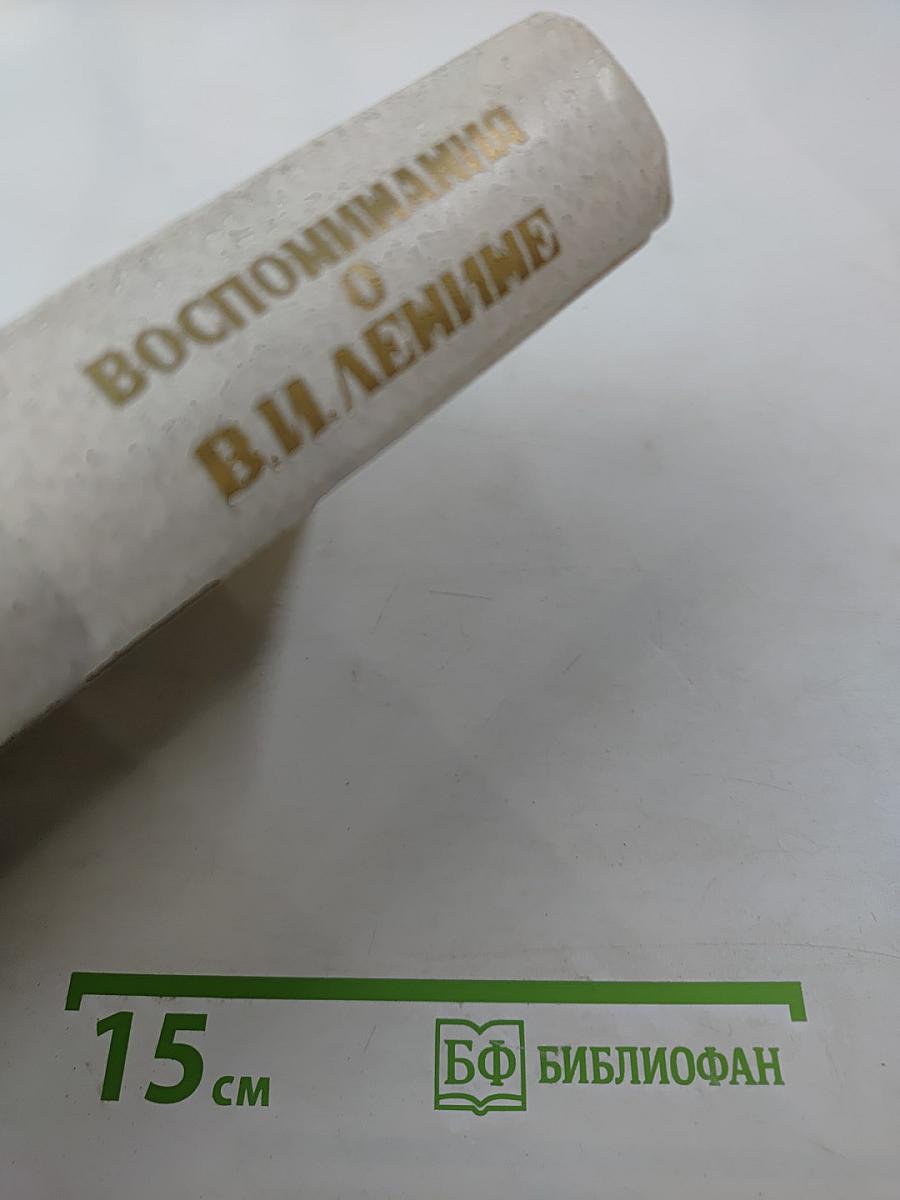 ВОСПОМИНАНИЯ
О
В.И.ЛЕНИНЕ
15 см
БФ БИБЛИОФАН